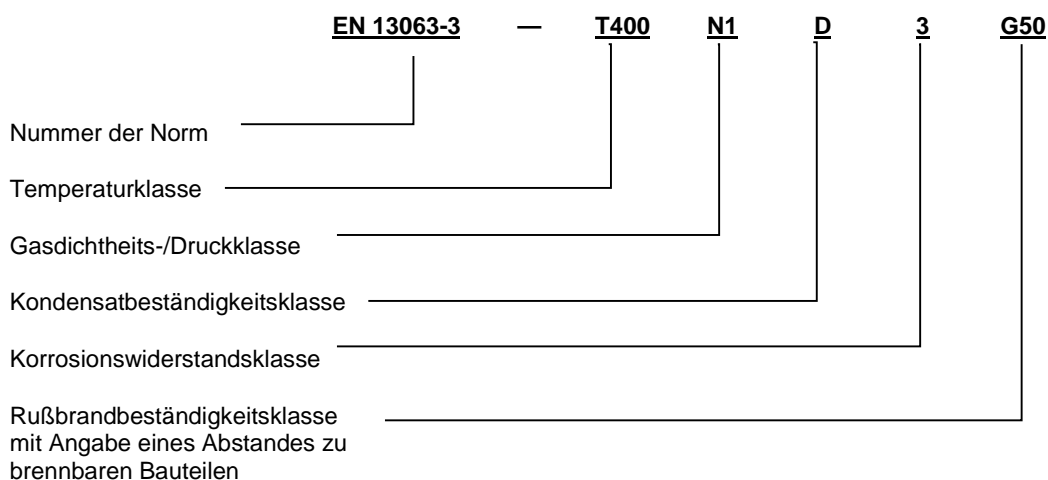 EN 13063-3 — T400 N1 D 3 G50
Nummer der Norm
Temperaturklasse
Gasdichtheits-/Druckklasse
Kondensatbeständigkeitsklasse
Korrosionswiderstandsklasse
Rußbrandbeständigkeitsklasse
mit Angabe eines Abstandes zu
brennbaren Bauteilen